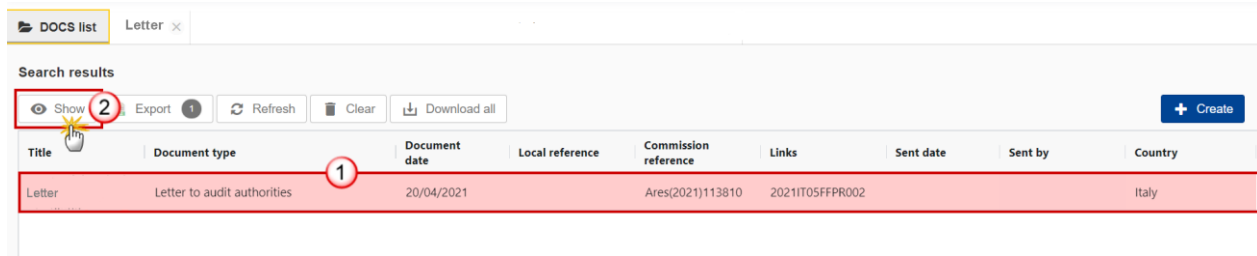 DOCS list Letter ×
Search results
Show 2 Export 1 Refresh Clear Download all + Create
Title Document type Document date Local reference Commission reference Links Sent date Sent by Country
1
Letter Letter to audit authorities 20/04/2021 Ares(2021)113810 2021IT05FFPR002 Italy